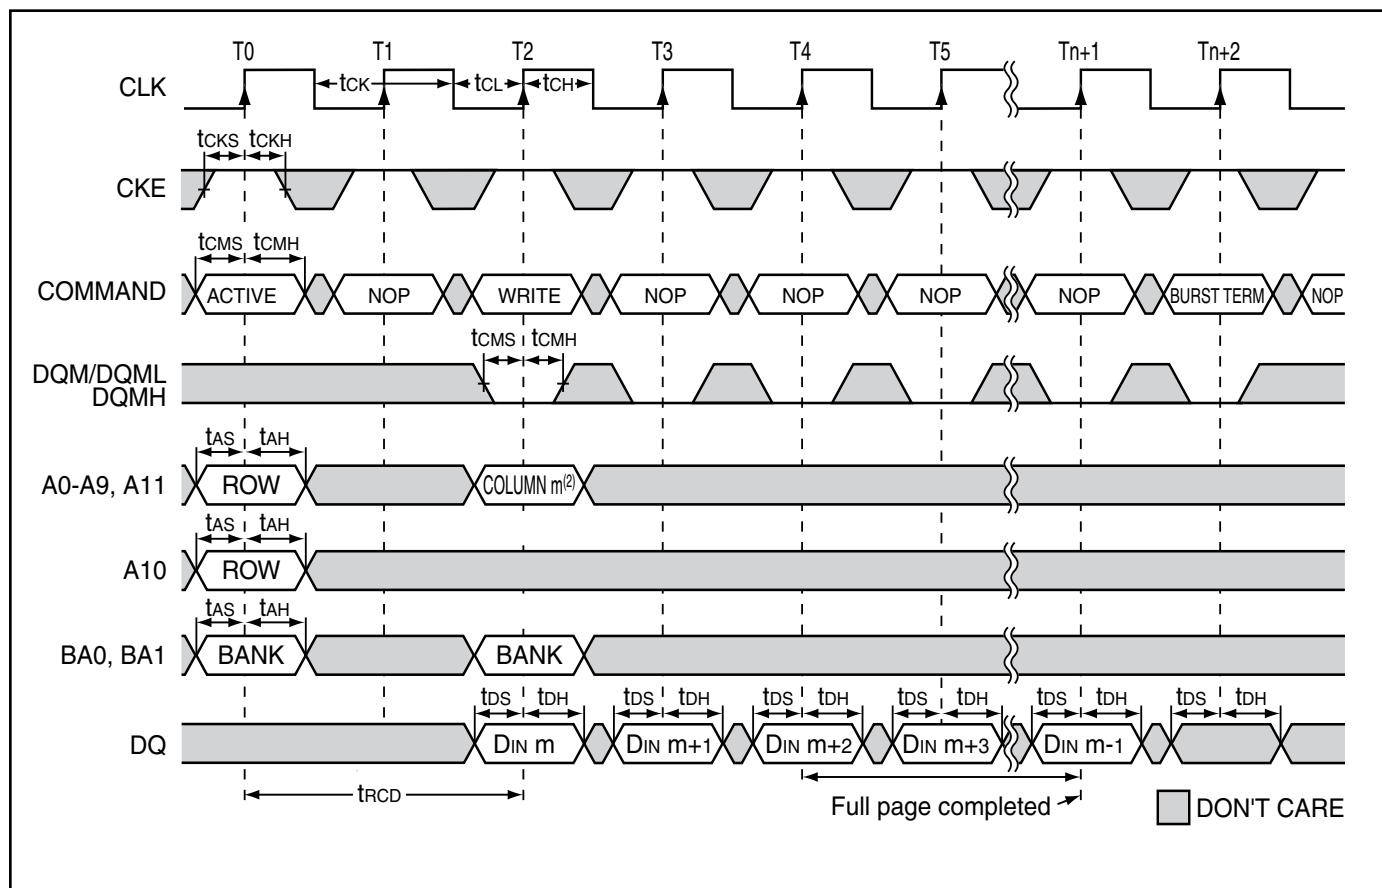 T0 T1 T2 T3 T4 T5 Tn+1 Tn+2
CLK tCK tCL tCH
tCKS tCKH
CKE
tCMS tCMH
COMMAND ACTIVE NOP WRITE NOP NOP NOP NOP BURST TERM NOP
tCMS tCMH
DQM/DQML
DQMH
tAS tAH
A0-A9, A11 ROW COLUMN m(2)
tAS tAH
A10 ROW
tAS tAH
BA0, BA1 BANK BANK
tDS tDH tDS tDH tDS tDH tDS tDH tDS tDH tDS tDH
DQ DIN m DIN m+1 DIN m+2 DIN m+3 DIN m-1
tRCD
Full page completed
DON'T CARE